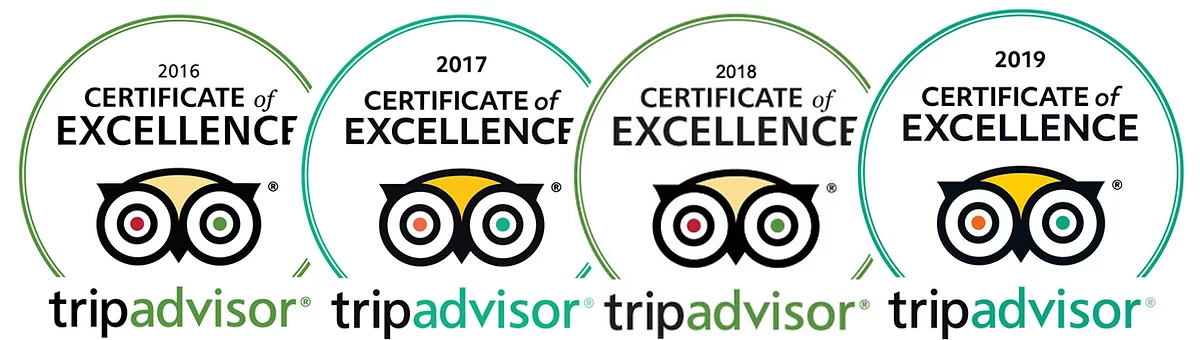 2016
CERTIFICATE of
EXCELLENCE
®
tripadvisor®
2017
CERTIFICATE of
EXCELLENCE
®
tripadvisor®
2018
CERTIFICATE of
EXCELLENCE
®
tripadvisor®
2019
CERTIFICATE of
EXCELLENCE
®
tripadvisor®